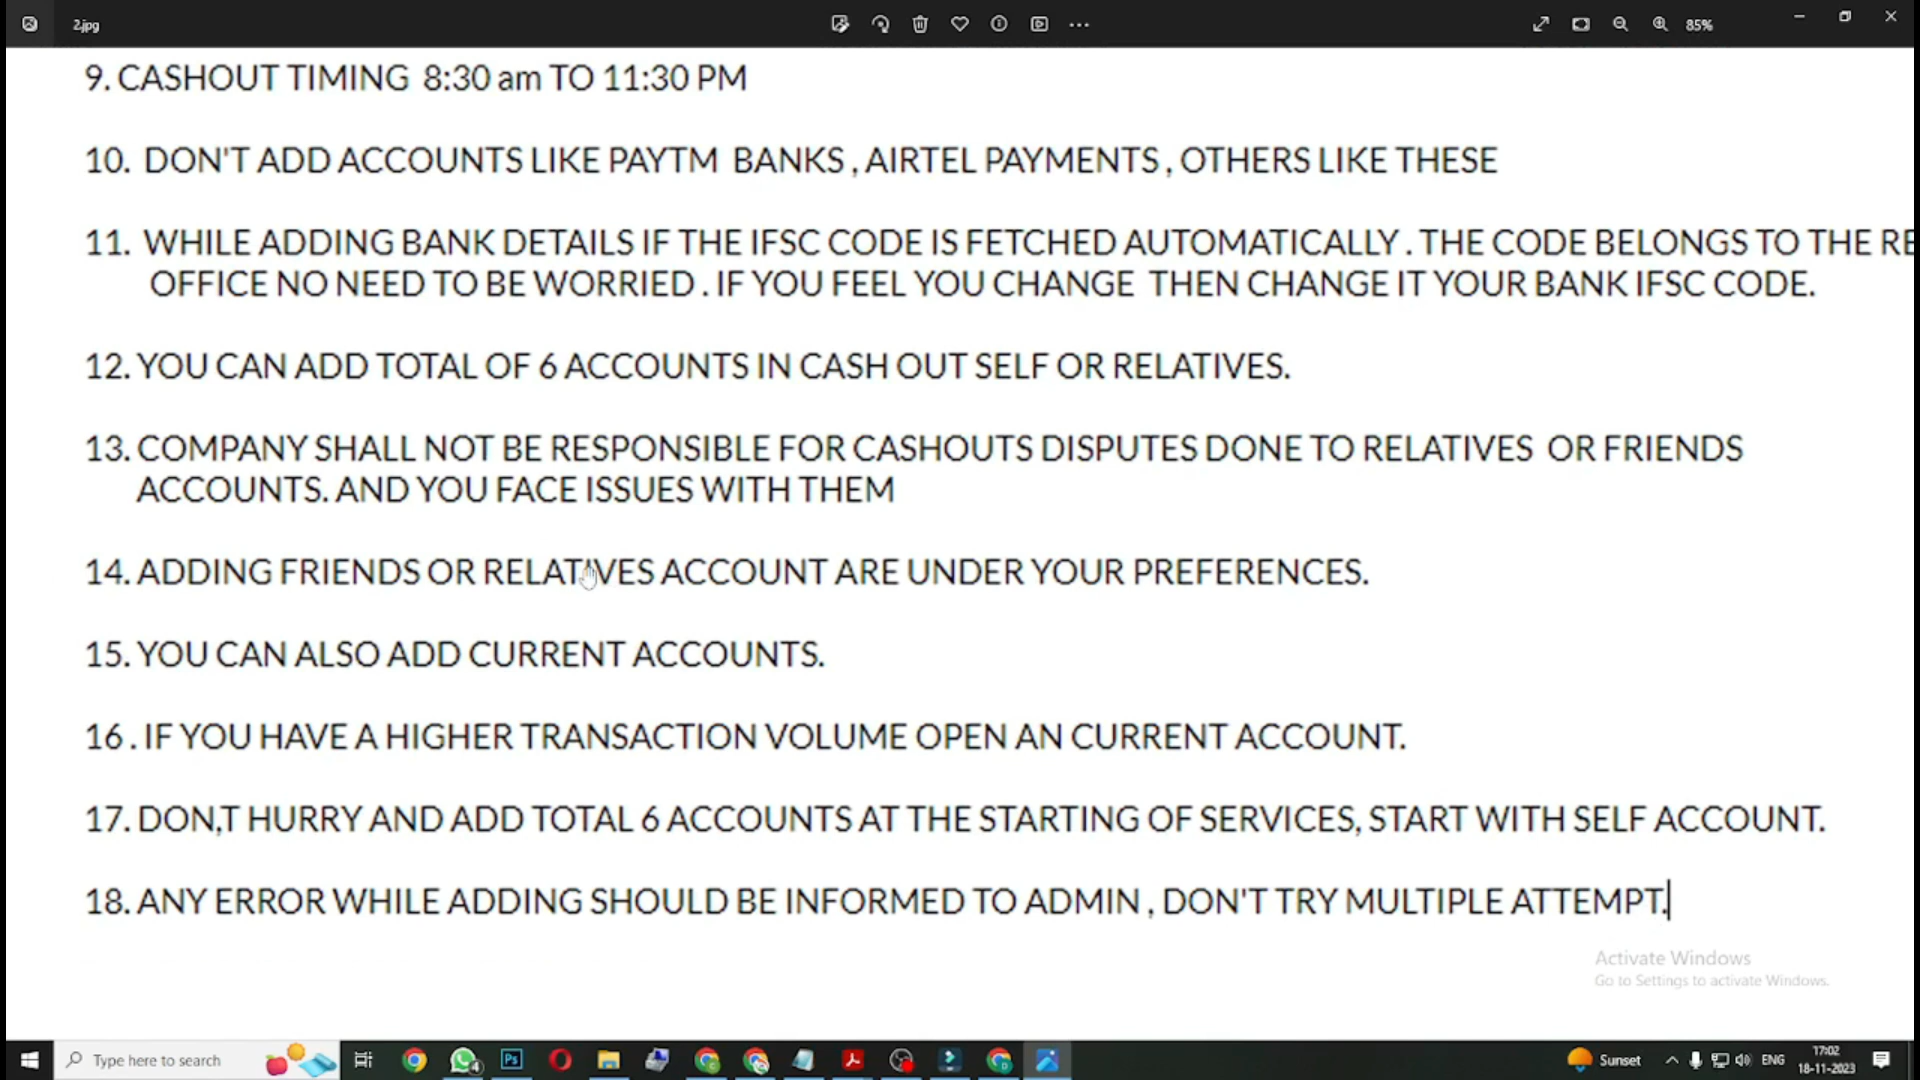 2.jpg
85%
9. CASHOUT TIMING 8:30 am TO 11:30 PM
10. DON'T ADD ACCOUNTS LIKE PAYTM BANKS , AIRTEL PAYMENTS , OTHERS LIKE THESE
11. WHILE ADDING BANK DETAILS IF THE IFSC CODE IS FETCHED AUTOMATICALLY . THE CODE BELONGS TO THE
OFFICE NO NEED TO BE WORRIED . IF YOU FEEL YOU CHANGE THEN CHANGE IT YOUR BANK IFSC CODE.
12. YOU CAN ADD TOTAL OF 6 ACCOUNTS IN CASH OUT SELF OR RELATIVES.
13. COMPANY SHALL NOT BE RESPONSIBLE FOR CASHOUTS DISPUTES DONE TO RELATIVES OR FRIENDS
ACCOUNTS. AND YOU FACE ISSUES WITH THEM
14. ADDING FRIENDS OR RELATIVES ACCOUNT ARE UNDER YOUR PREFERENCES.
15. YOU CAN ALSO ADD CURRENT ACCOUNTS.
16 . IF YOU HAVE A HIGHER TRANSACTION VOLUME OPEN AN CURRENT ACCOUNT.
17. DON,T HURRY AND ADD TOTAL 6 ACCOUNTS AT THE STARTING OF SERVICES, START WITH SELF ACCOUNT.
18. ANY ERROR WHILE ADDING SHOULD BE INFORMED TO ADMIN , DON'T TRY MULTIPLE ATTEMPT.
Activate Windows
Go to Settings to activate Windows.
Type here to search
4
Ps
Sunset
ENG
17:02
18-11-2023